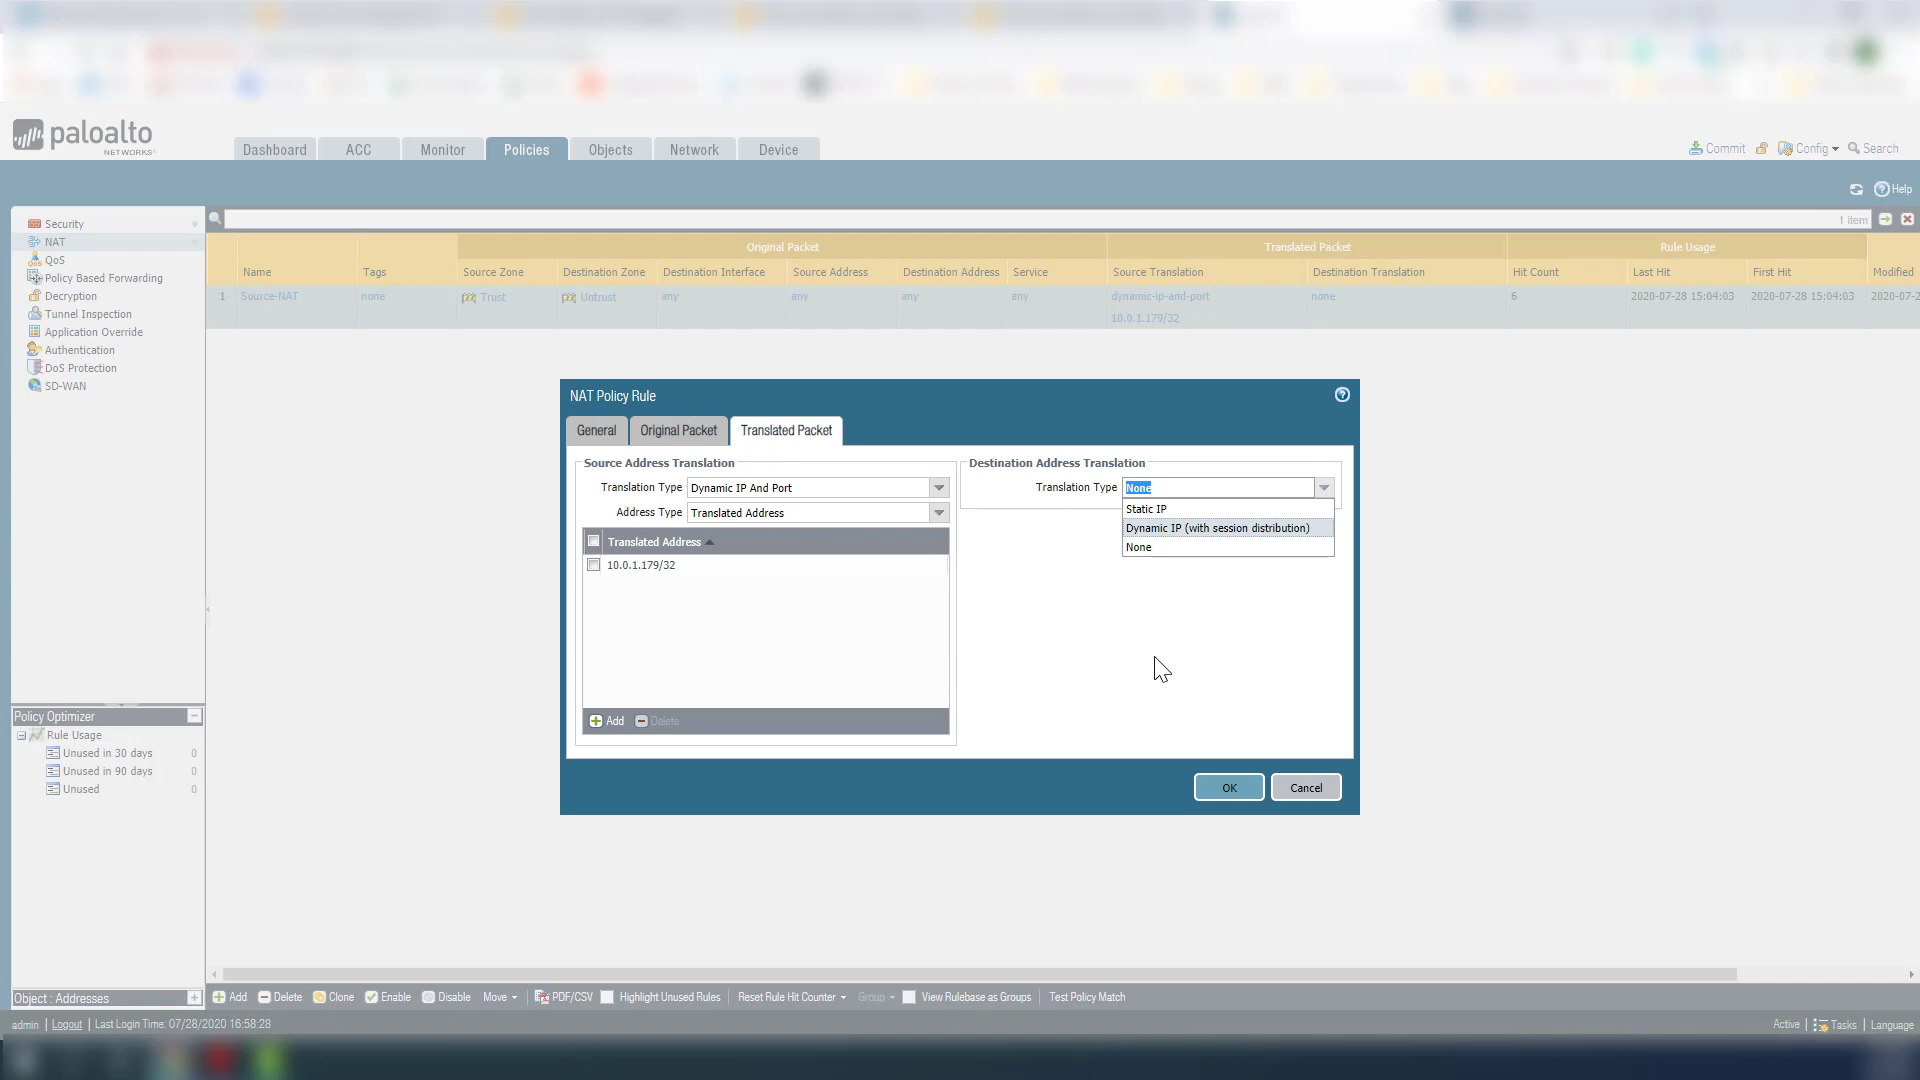 paloalto
NETWORKS
Dashboard ACC Monitor Policies Objects Network Device
Commit Config Search
Help
Security
NAT
QoS
Policy Based Forwarding
Decryption
Tunnel Inspection
Application Override
Authentication
DoS Protection
SD-WAN
1 item
Original Packet Translated Packet Rule Usage
Name Tags Source Zone Destination Zone Destination Interface Source Address Destination Address Service Source Translation Destination Translation Hit Count Last Hit First Hit Modified
1 Source-NAT none Trust Untrust any any any any dynamic-ip-and-port none 6 2020-07-28 15:04:03 2020-07-28 15:04:03 2020-07-2
10.0.1.179/32
NAT Policy Rule
General Original Packet Translated Packet
Source Address Translation
Translation Type Dynamic IP And Port
Address Type Translated Address
Translated Address
10.0.1.179/32
Add Delete
Destination Address Translation
Translation Type None
Static IP
Dynamic IP (with session distribution)
None
OK Cancel
Policy Optimizer
Rule Usage
Unused in 30 days 0
Unused in 90 days 0
Unused 0
Object : Addresses
Add Delete Clone Enable Disable Move PDF/CSV Highlight Unused Rules Reset Rule Hit Counter Group View Rulebase as Groups Test Policy Match
admin | Logout | Last Login Time: 07/28/2020 16:58:28
Active | Tasks | Language